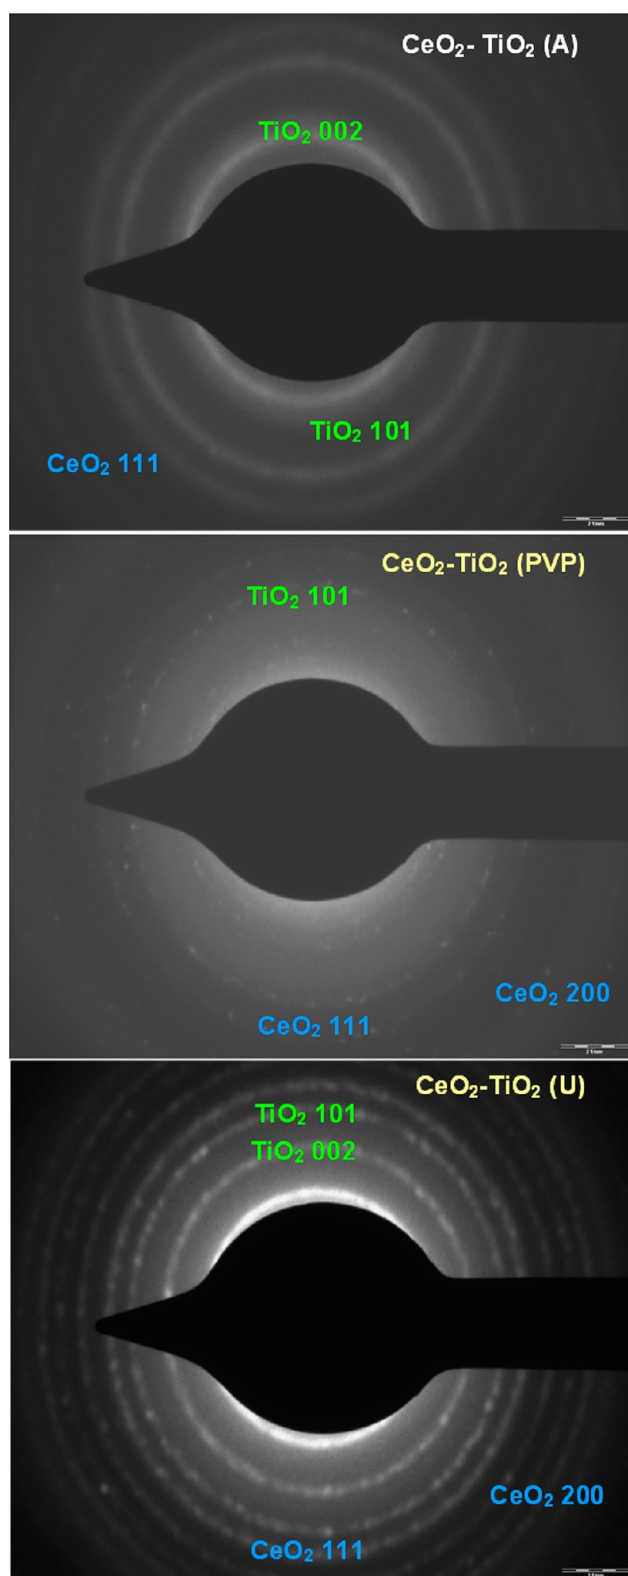 CeO₂- TiO₂ (A)
TiO₂ 002
TiO₂ 101
CeO₂ 111
CeO₂-TiO₂ (PVP)
TiO₂ 101
CeO₂ 200
CeO₂ 111
CeO₂-TiO₂ (U)
TiO₂ 101
TiO₂ 002
CeO₂ 200
CeO₂ 111